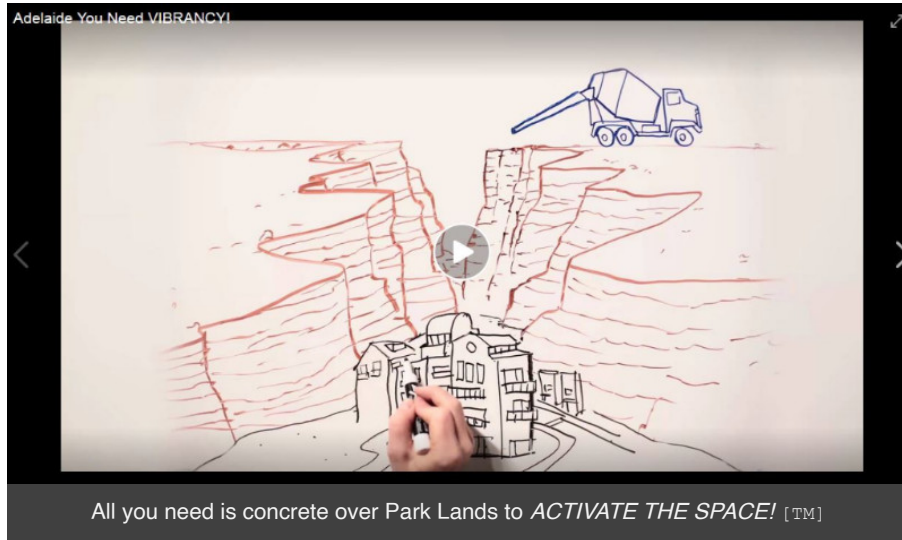 Adelaide You Need VIBRANCY!
All you need is concrete over Park Lands to ACTIVATE THE SPACE! [TM]